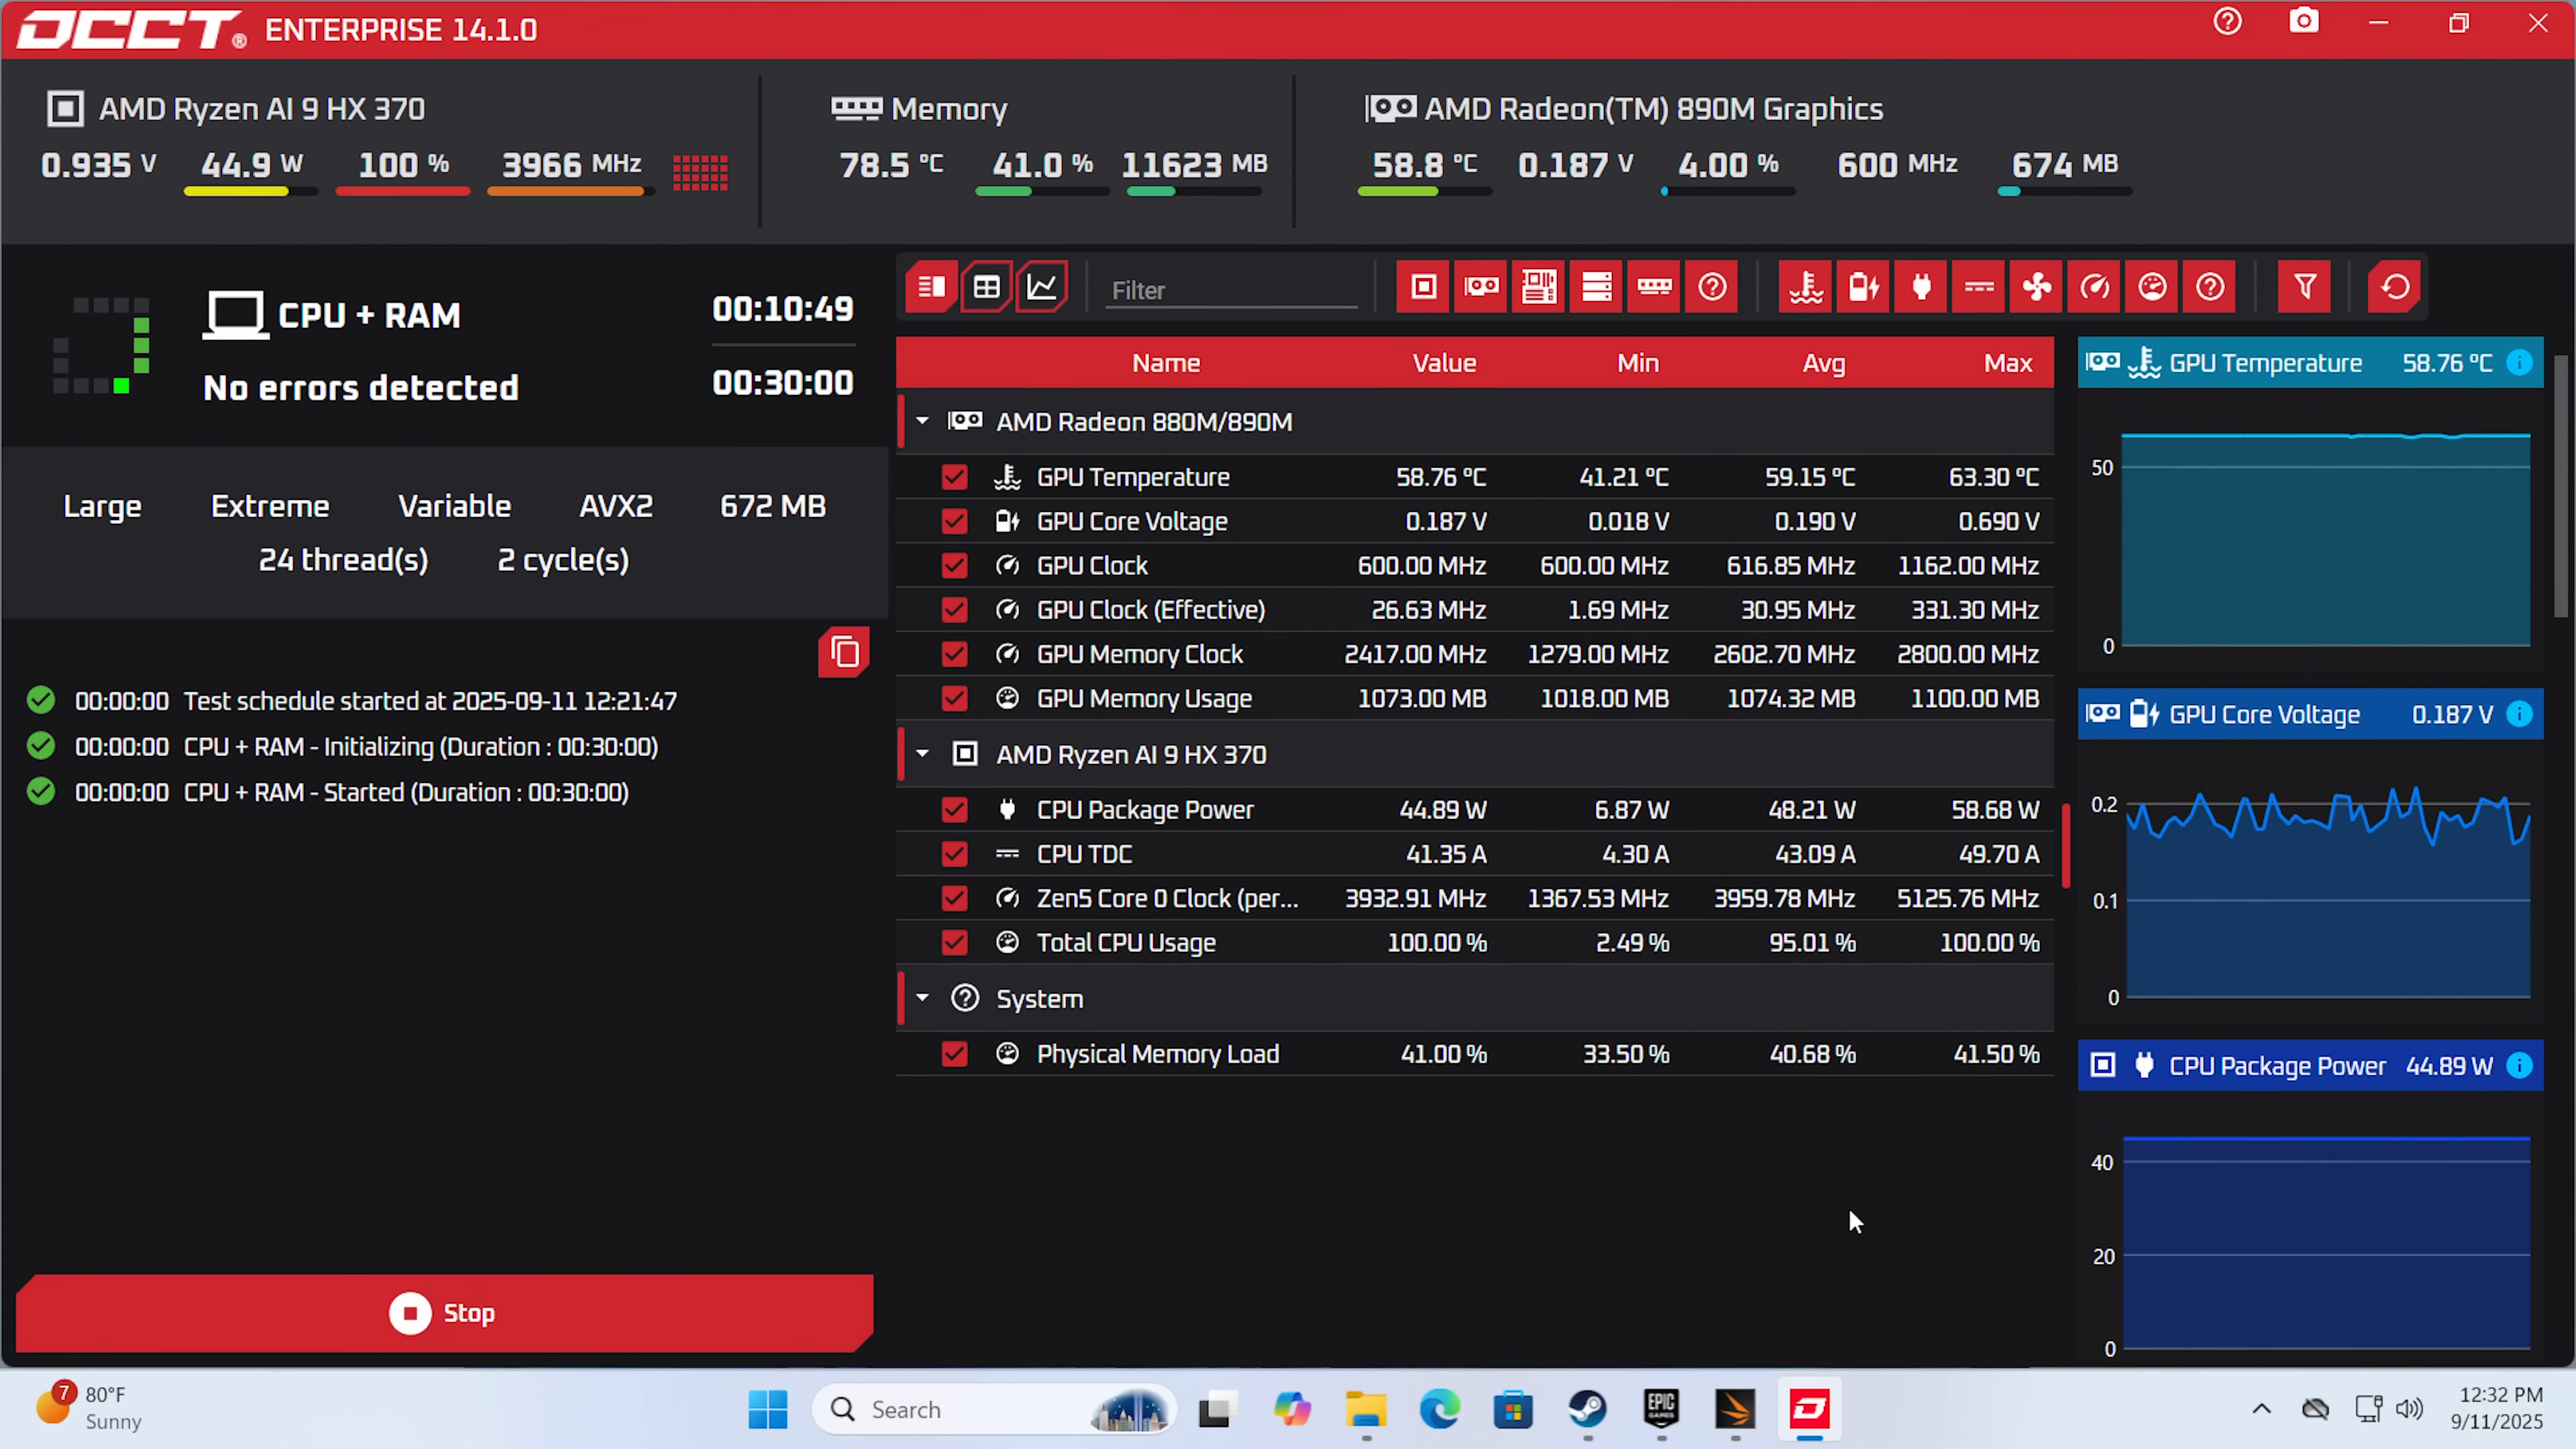 OCCT® ENTERPRISE 14.1.0
AMD Ryzen AI 9 HX 370
0.935 V 44.9 W 100 % 3966 MHz
Memory
78.5 °C 41.0 % 11623 MB
AMD Radeon(TM) 890M Graphics
58.8 °C 0.187 V 4.00 % 600 MHz 674 MB
CPU + RAM
No errors detected
00:10:49
00:30:00
Large Extreme Variable AVX2 672 MB
24 thread(s) 2 cycle(s)
00:00:00 Test schedule started at 2025-09-11 12:21:47
00:00:00 CPU + RAM - Initializing (Duration : 00:30:00)
00:00:00 CPU + RAM - Started (Duration : 00:30:00)
Stop
Filter
Name Value Min Avg Max
AMD Radeon 880M/890M
GPU Temperature 58.76 °C 41.21 °C 59.15 °C 63.30 °C
GPU Core Voltage 0.187 V 0.018 V 0.190 V 0.690 V
GPU Clock 600.00 MHz 600.00 MHz 616.85 MHz 1162.00 MHz
GPU Clock (Effective) 26.63 MHz 1.69 MHz 30.95 MHz 331.30 MHz
GPU Memory Clock 2417.00 MHz 1279.00 MHz 2602.70 MHz 2800.00 MHz
GPU Memory Usage 1073.00 MB 1018.00 MB 1074.32 MB 1100.00 MB
AMD Ryzen AI 9 HX 370
CPU Package Power 44.89 W 6.87 W 48.21 W 58.68 W
CPU TDC 41.35 A 4.30 A 43.09 A 49.70 A
Zen5 Core 0 Clock (per... 3932.91 MHz 1367.53 MHz 3959.78 MHz 5125.76 MHz
Total CPU Usage 100.00 % 2.49 % 95.01 % 100.00 %
System
Physical Memory Load 41.00 % 33.50 % 40.68 % 41.50 %
GPU Temperature 58.76 °C
50
0
GPU Core Voltage 0.187 V
0.2
0.1
0
CPU Package Power 44.89 W
40
20
0
7
80°F
Sunny
Search
EPIC
GAMES
12:32 PM
9/11/2025